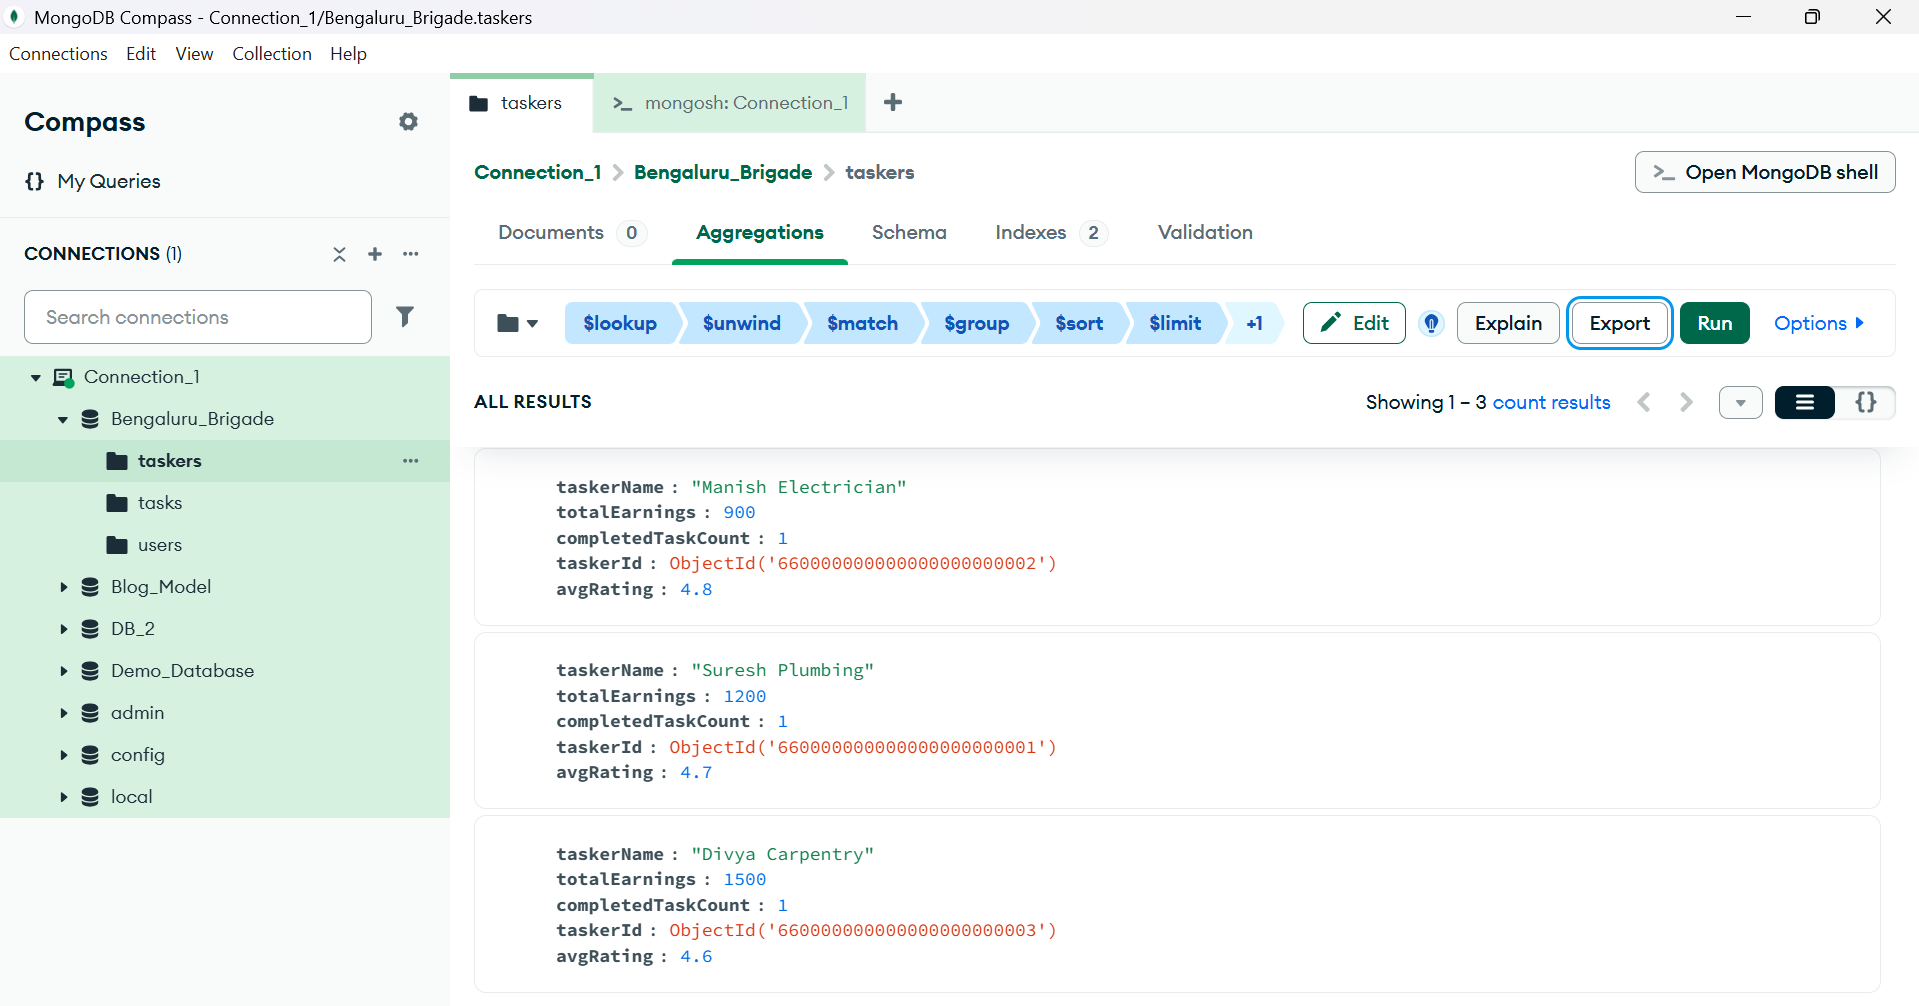 MongoDB Compass - Connection_1/Bengaluru_Brigade.taskers
Connections Edit View Collection Help
Compass
{} My Queries
CONNECTIONS (1)
Search connections
Connection_1
Bengaluru_Brigade
taskers
tasks
users
Blog_Model
DB_2
Demo_Database
admin
config
local
taskers
>_ mongosh: Connection_1
Connection_1 > Bengaluru_Brigade > taskers
>_ Open MongoDB shell
Documents 0 Aggregations Schema Indexes 2 Validation
$lookup $unwind $match $group $sort $limit +1 Edit Explain Export Run Options
ALL RESULTS
Showing 1 – 3 count results
{}
taskerName : "Manish Electrician"
totalEarnings : 900
completedTaskCount : 1
taskerId : ObjectId('660000000000000000000002')
avgRating : 4.8
taskerName : "Suresh Plumbing"
totalEarnings : 1200
completedTaskCount : 1
taskerId : ObjectId('660000000000000000000001')
avgRating : 4.7
taskerName : "Divya Carpentry"
totalEarnings : 1500
completedTaskCount : 1
taskerId : ObjectId('660000000000000000000003')
avgRating : 4.6